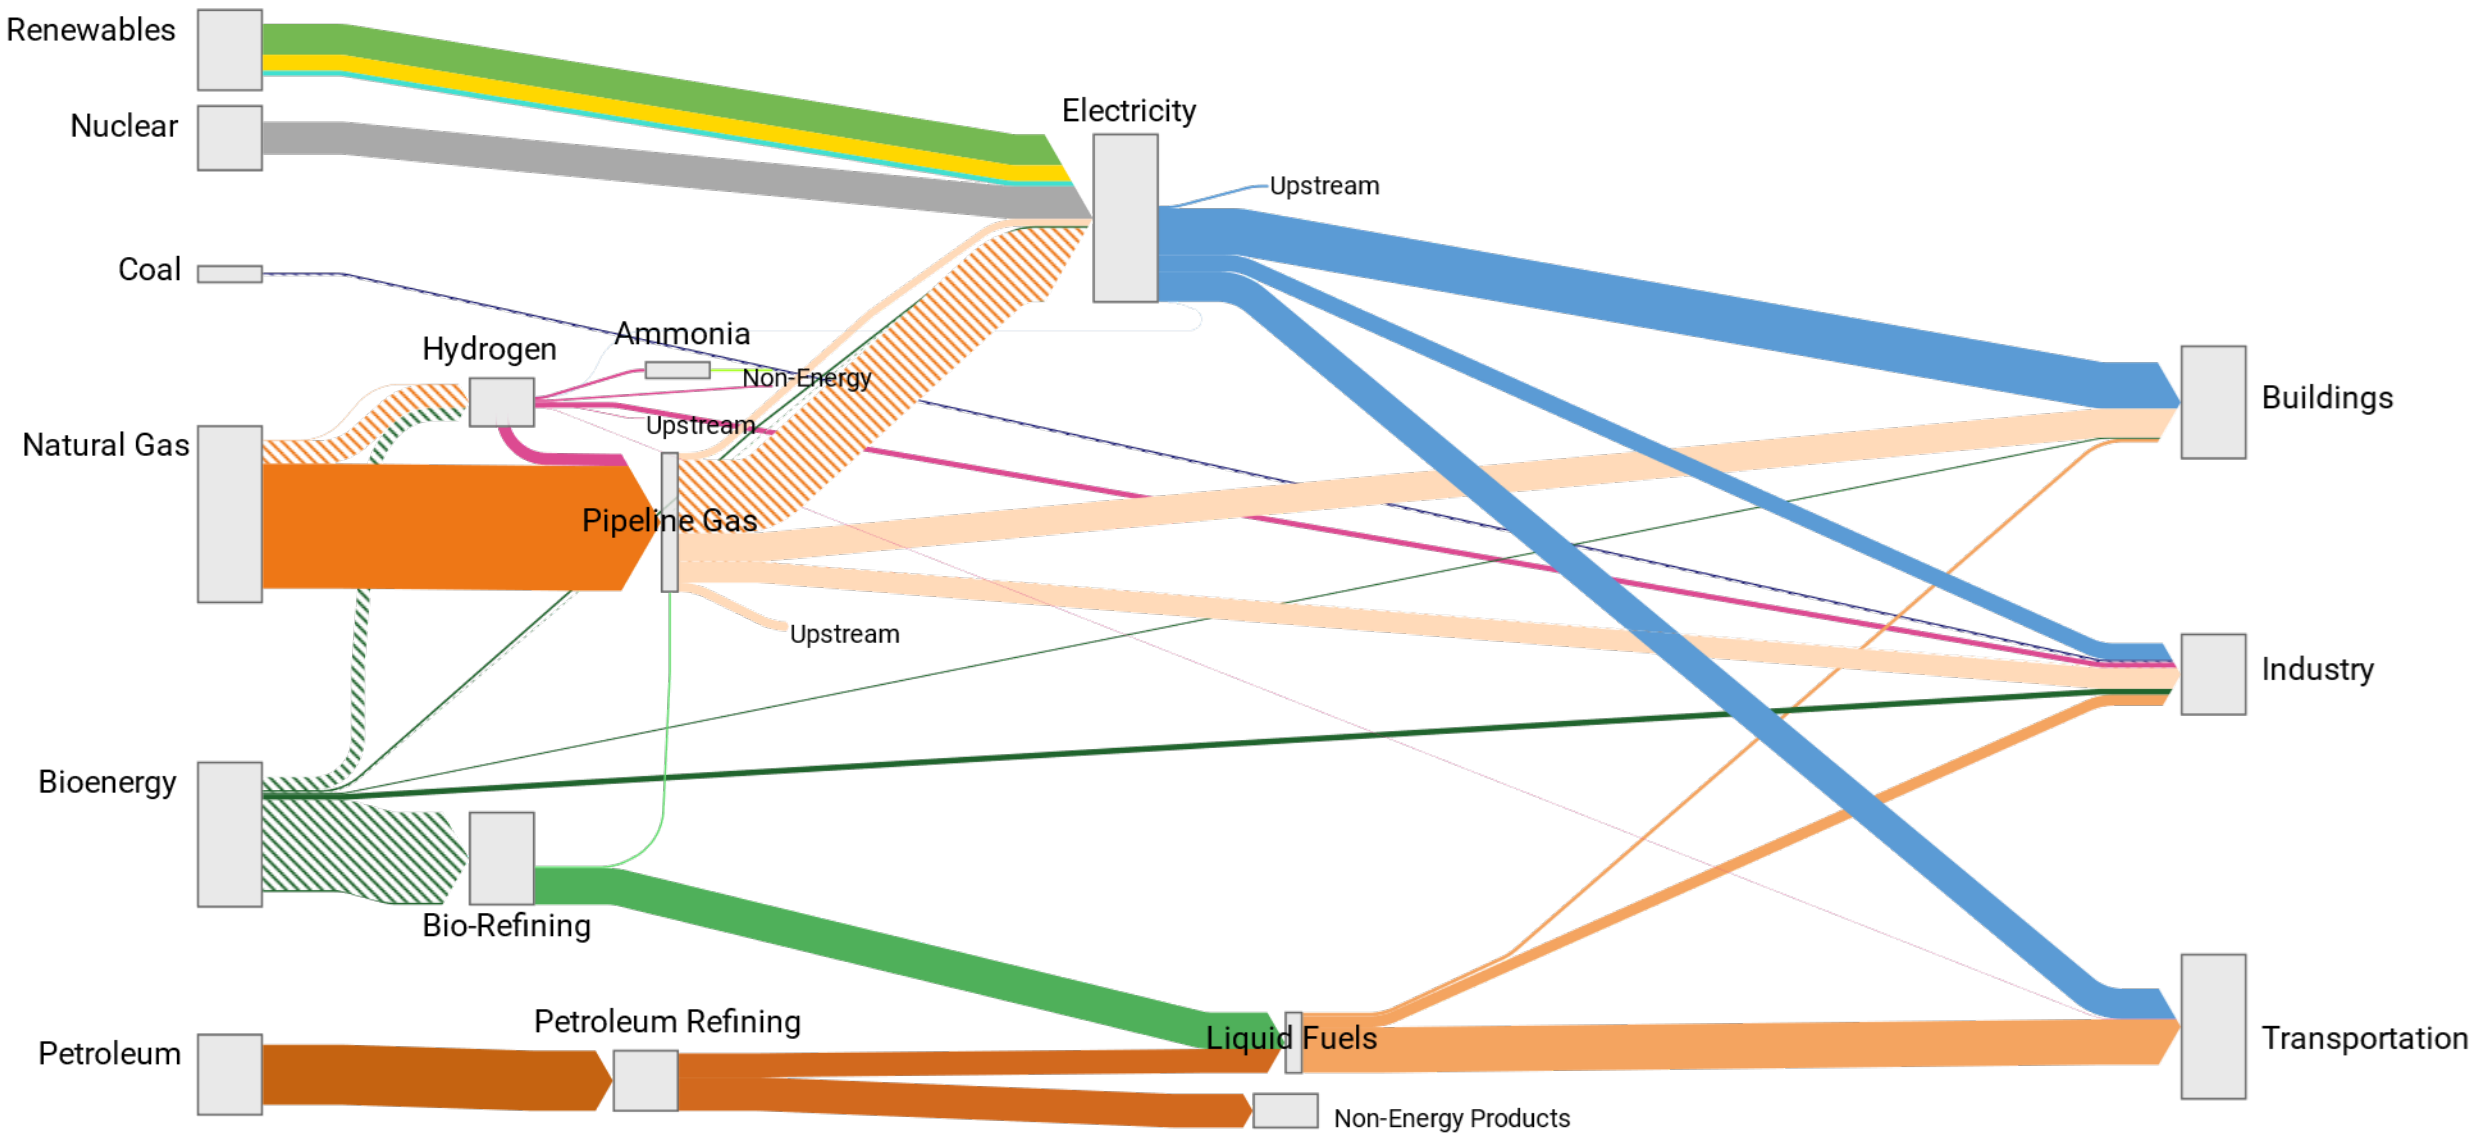 Renewables
Electricity
Nuclear
Upstream
Coal
Ammonia
Hydrogen
Non-Energy
Buildings
Upstream
Natural Gas
Pipeline Gas
Upstream
Industry
Bioenergy
Bio-Refining
Petroleum Refining
Liquid Fuels
Transportation
Petroleum
Non-Energy Products